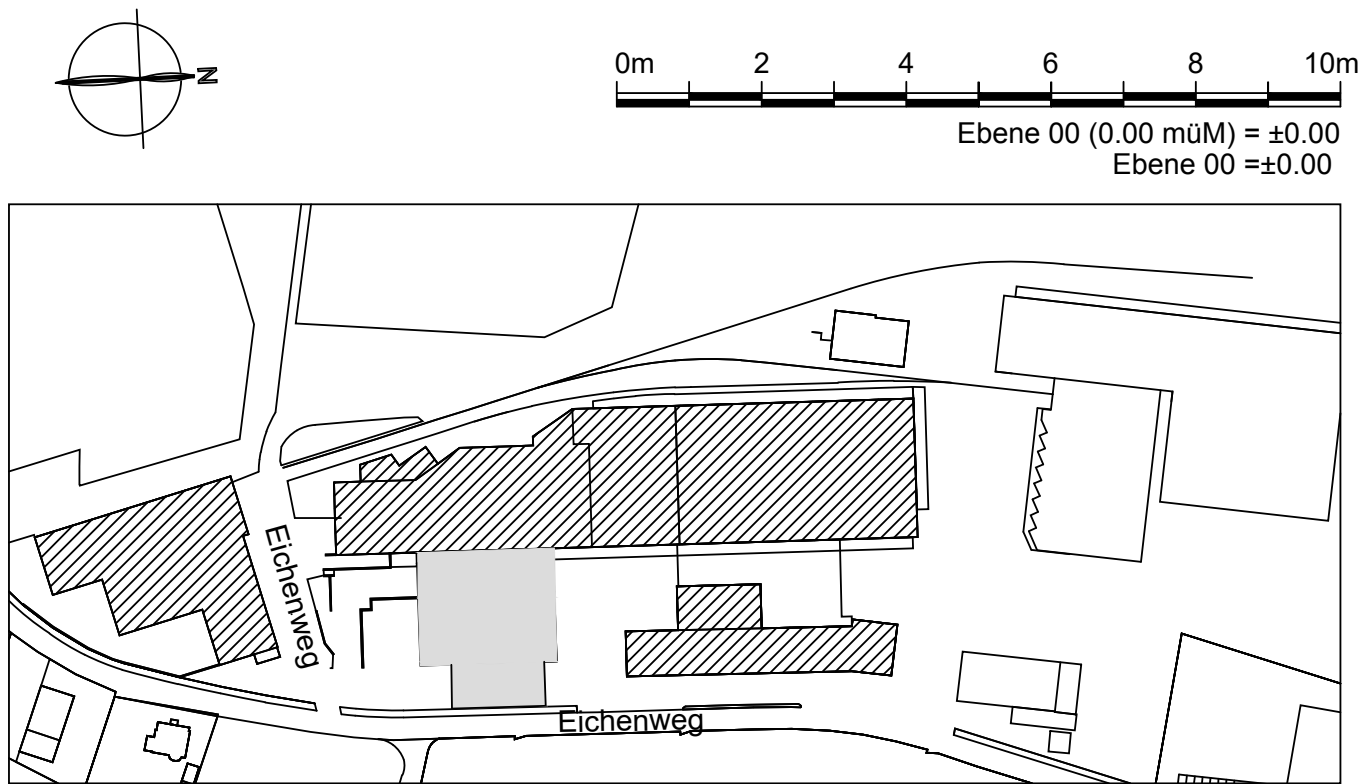 N
0m 2 4 6 8 10m
Ebene 00 (0.00 müM) = ±0.00
Ebene 00 =±0.00
Eichenweg
Eichenweg